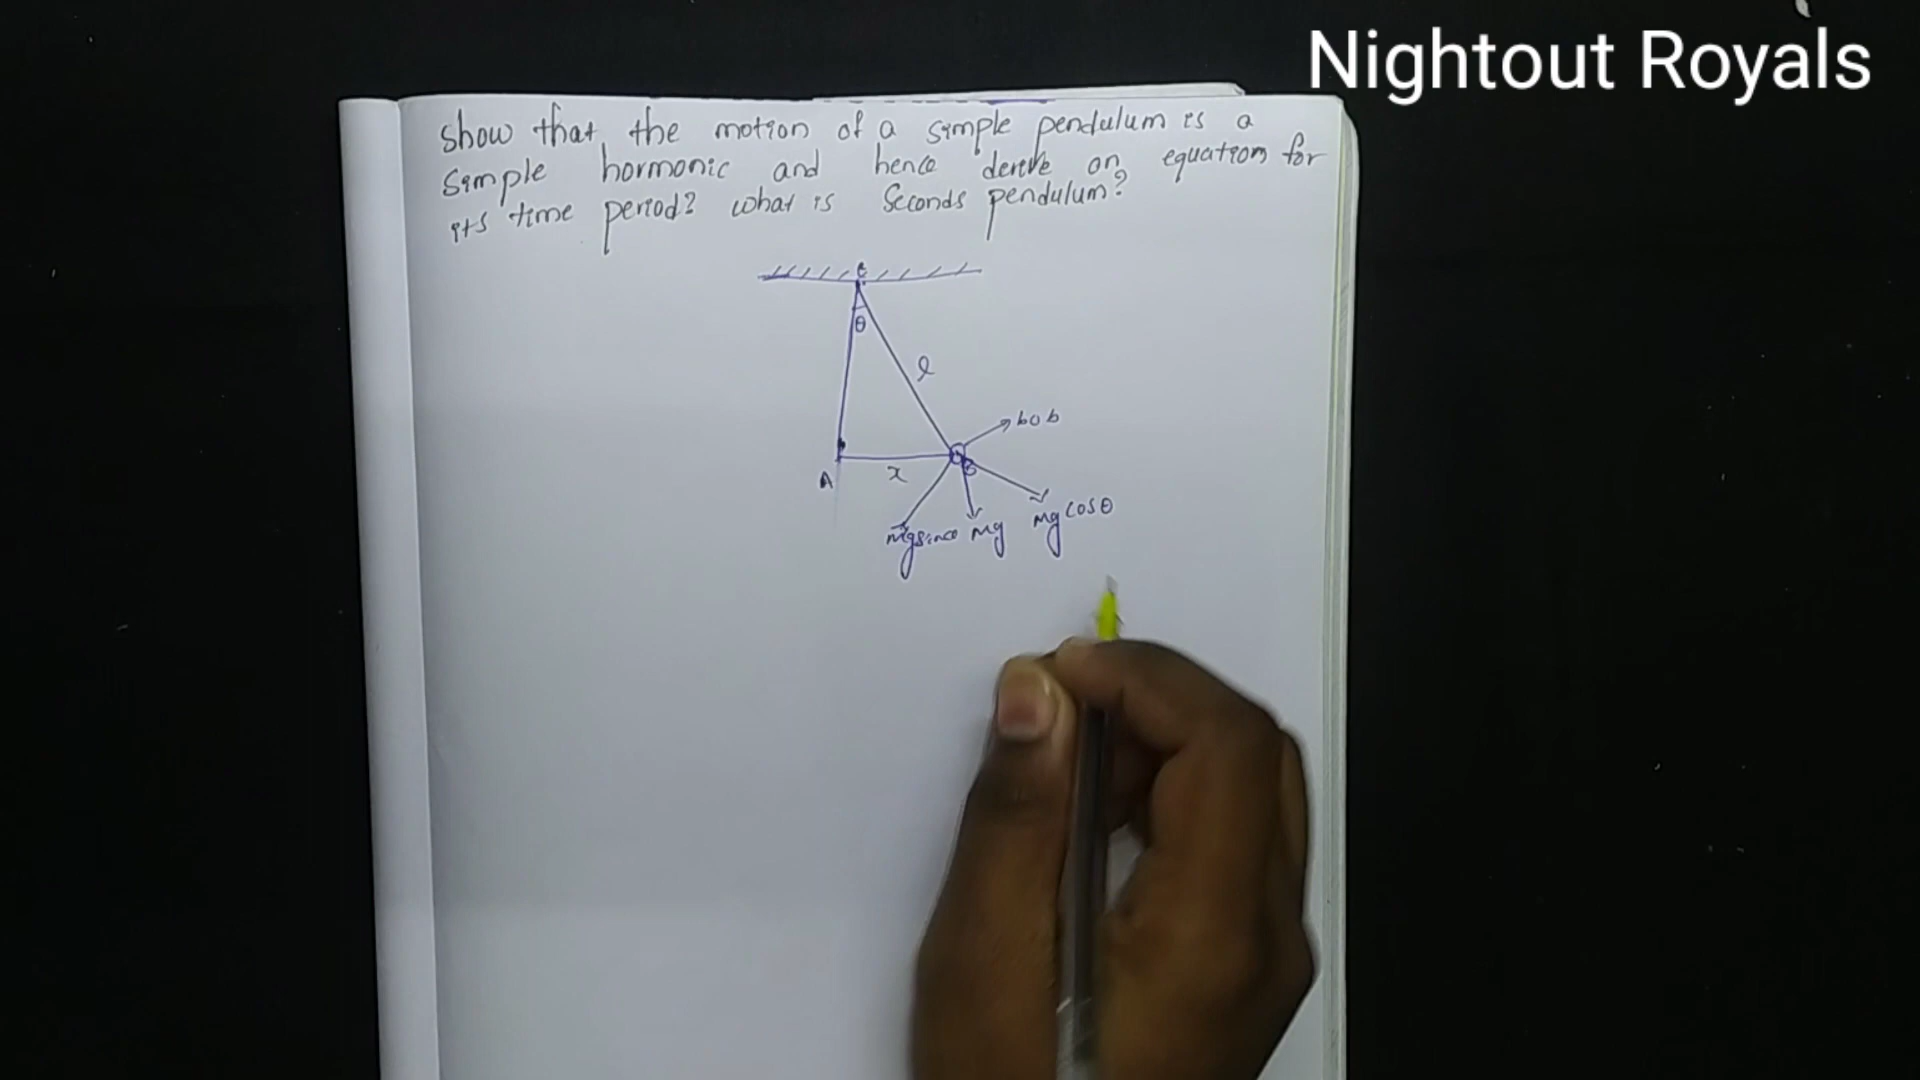 Nightout Royals
show that the motion of a simple pendulum is a
simple hormonic and hence derive an equation for
its time period? what is Seconds pendulum?
θ
l
bob
x
A
B
mg cosθ
mgsinθ mg